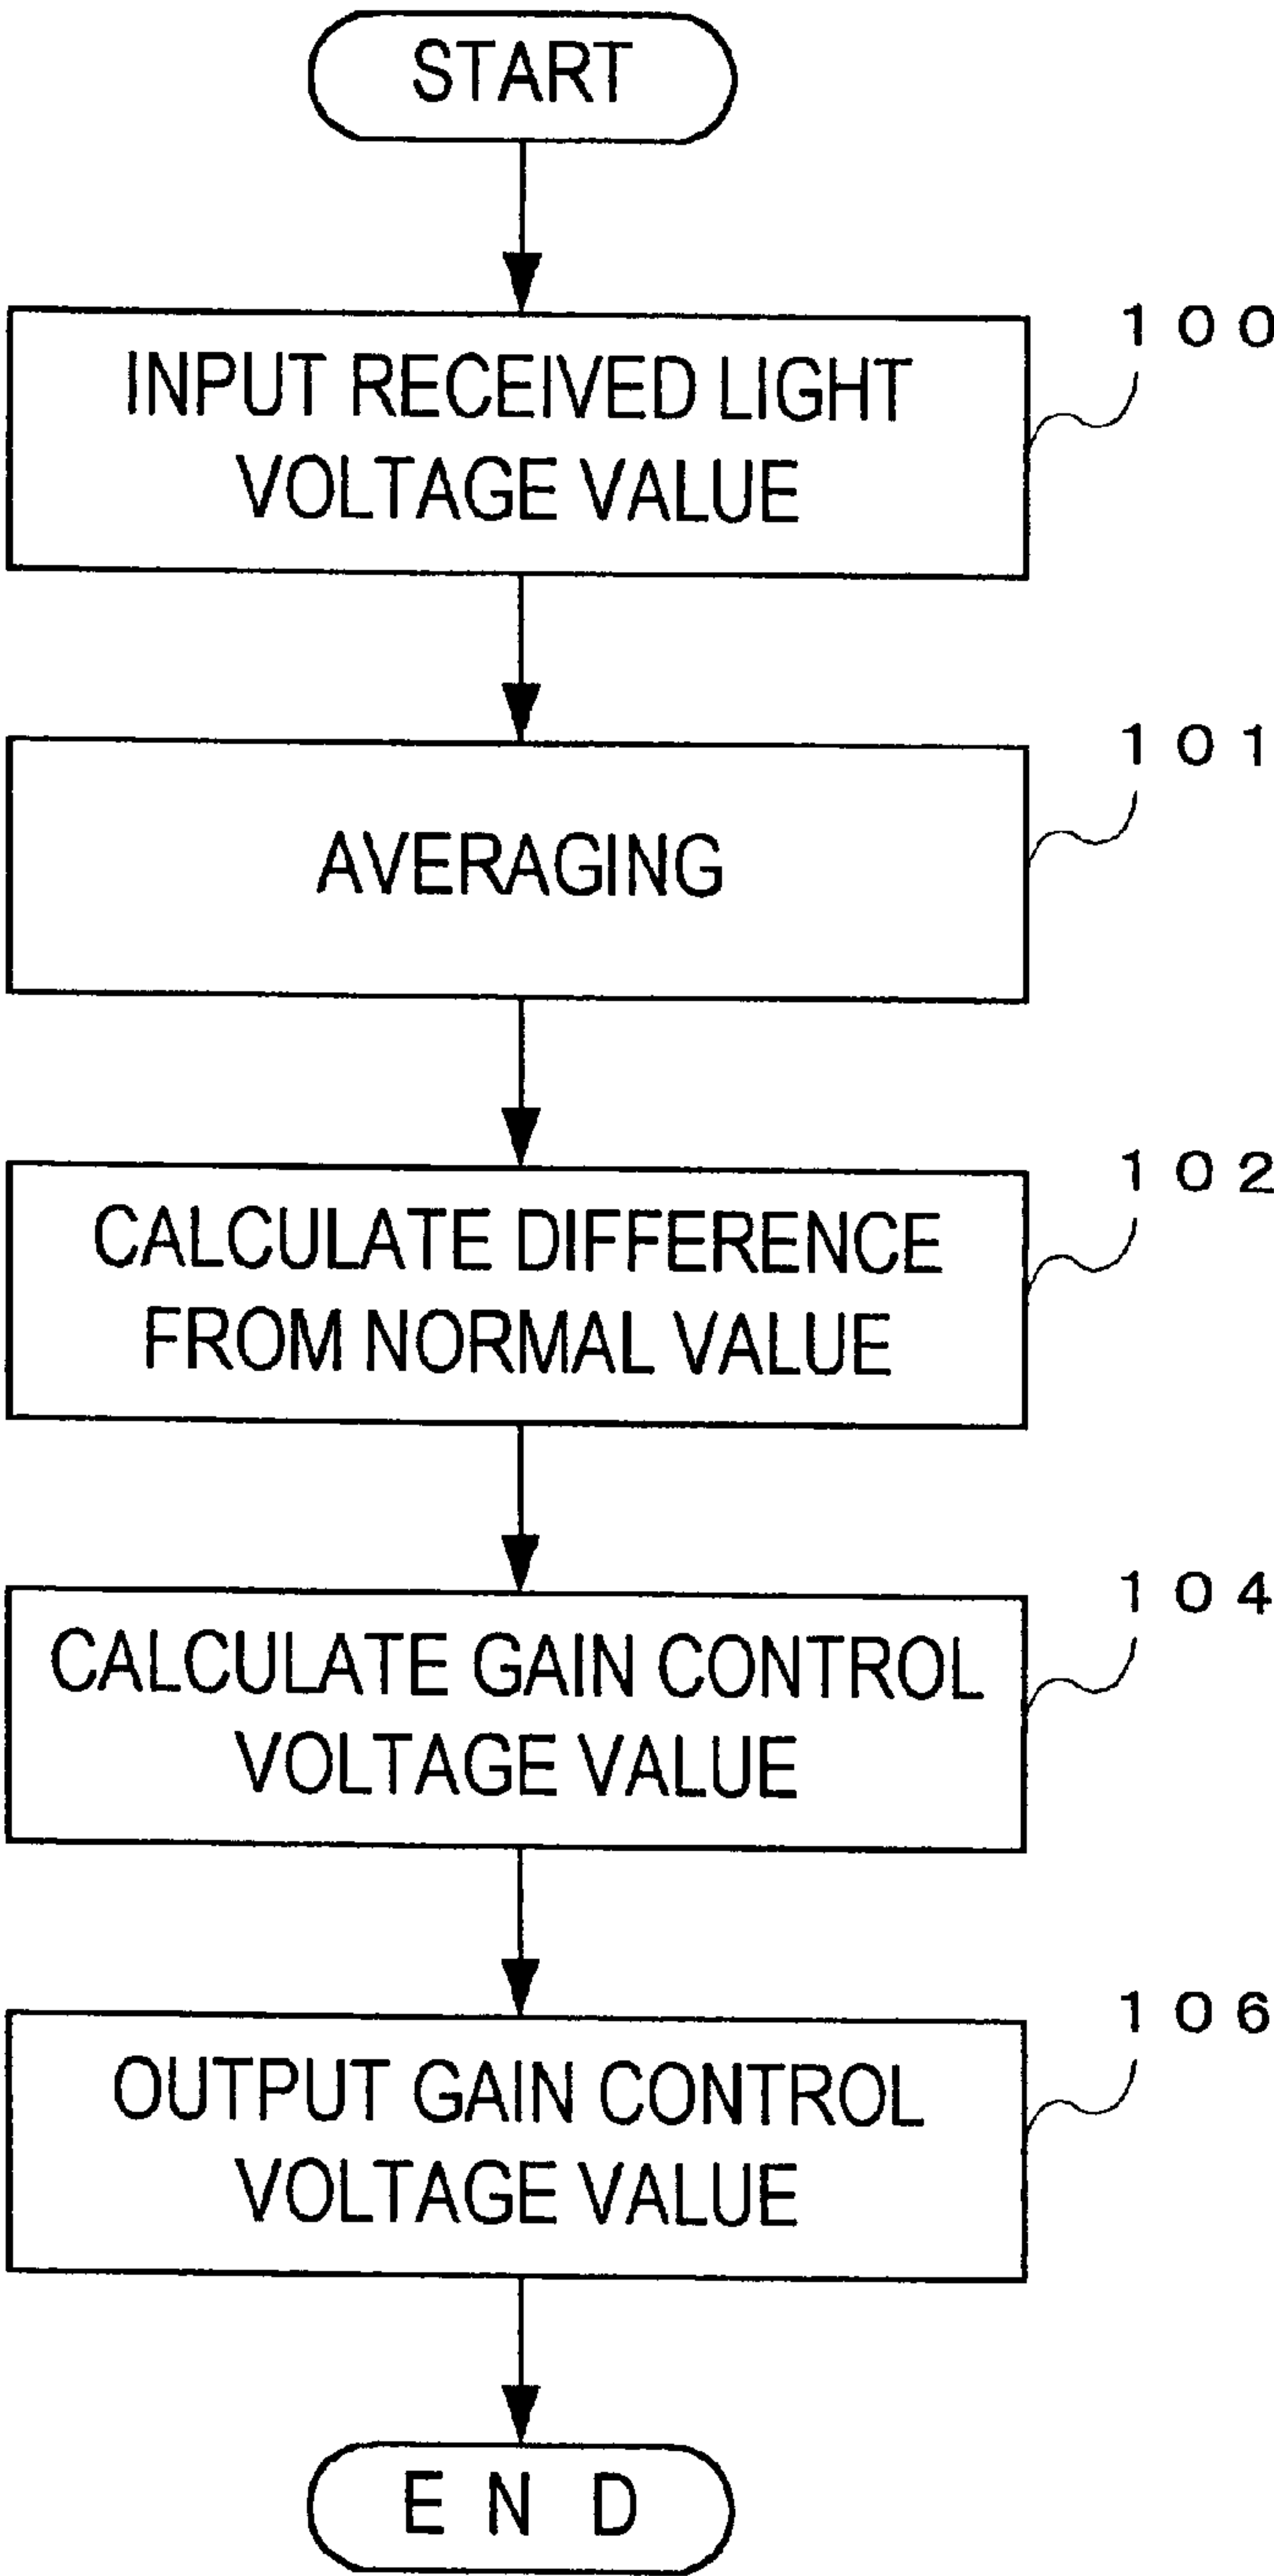 START
100
INPUT RECEIVED LIGHT
VOLTAGE VALUE
101
AVERAGING
102
CALCULATE DIFFERENCE
FROM NORMAL VALUE
104
CALCULATE GAIN CONTROL
VOLTAGE VALUE
106
OUTPUT GAIN CONTROL
VOLTAGE VALUE
END